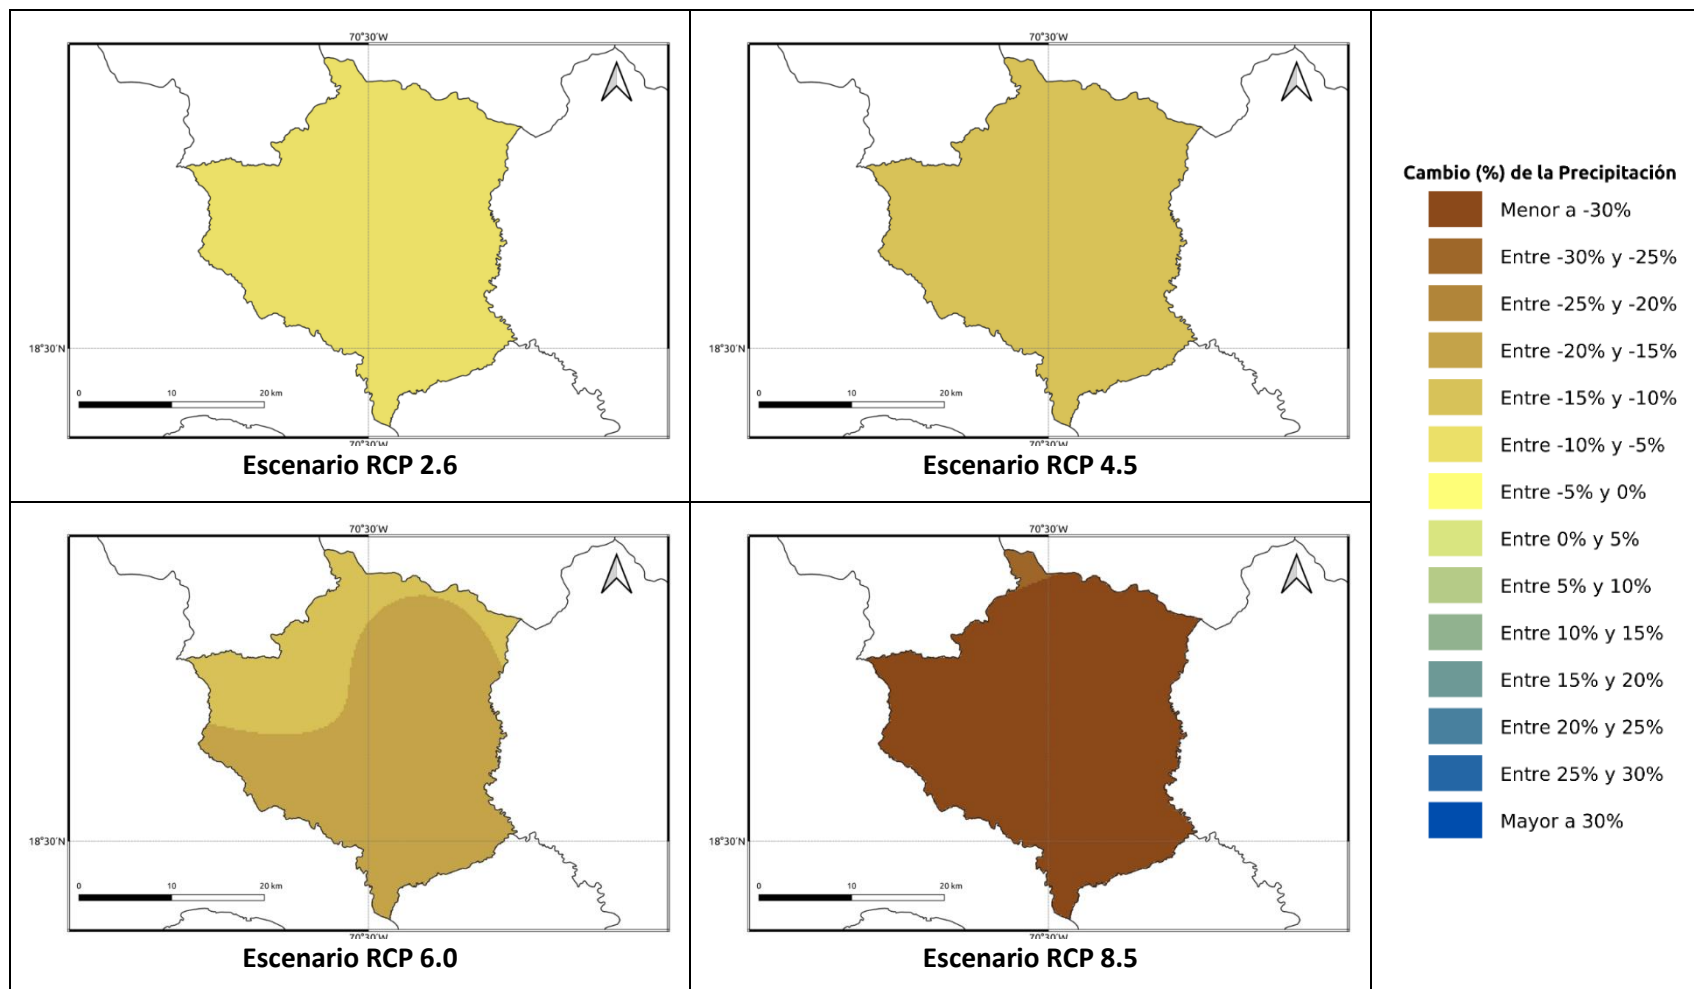 70°30'W
18°30'N
0 10 20 km
70°30'W
Escenario RCP 2.6
70°30'W
18°30'N
0 10 20 km
70°30'W
Escenario RCP 4.5
70°30'W
18°30'N
0 10 20 km
70°30'W
Escenario RCP 6.0
70°30'W
18°30'N
0 10 20 km
70°30'W
Escenario RCP 8.5
Cambio (%) de la Precipitación
Menor a -30%
Entre -30% y -25%
Entre -25% y -20%
Entre -20% y -15%
Entre -15% y -10%
Entre -10% y -5%
Entre -5% y 0%
Entre 0% y 5%
Entre 5% y 10%
Entre 10% y 15%
Entre 15% y 20%
Entre 20% y 25%
Entre 25% y 30%
Mayor a 30%